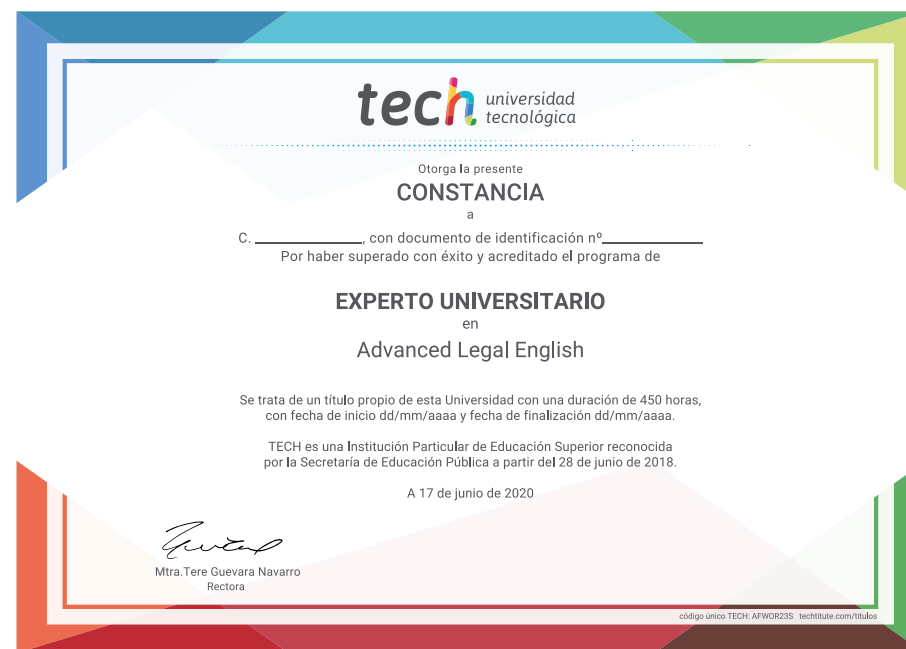 tech universidad
tecnológica
Otorga la presente
CONSTANCIA
a
C. ______________, con documento de identificación nº_____________
Por haber superado con éxito y acreditado el programa de
EXPERTO UNIVERSITARIO
en
Advanced Legal English
Se trata de un título propio de esta Universidad con una duración de 450 horas,
con fecha de inicio dd/mm/aaaa y fecha de finalización dd/mm/aaaa.
TECH es una Institución Particular de Educación Superior reconocida
por la Secretaría de Educación Pública a partir del 28 de junio de 2018.
A 17 de junio de 2020
Mtra.Tere Guevara Navarro
Rectora
código único TECH: AFWOR23S techtitute.com/titulos